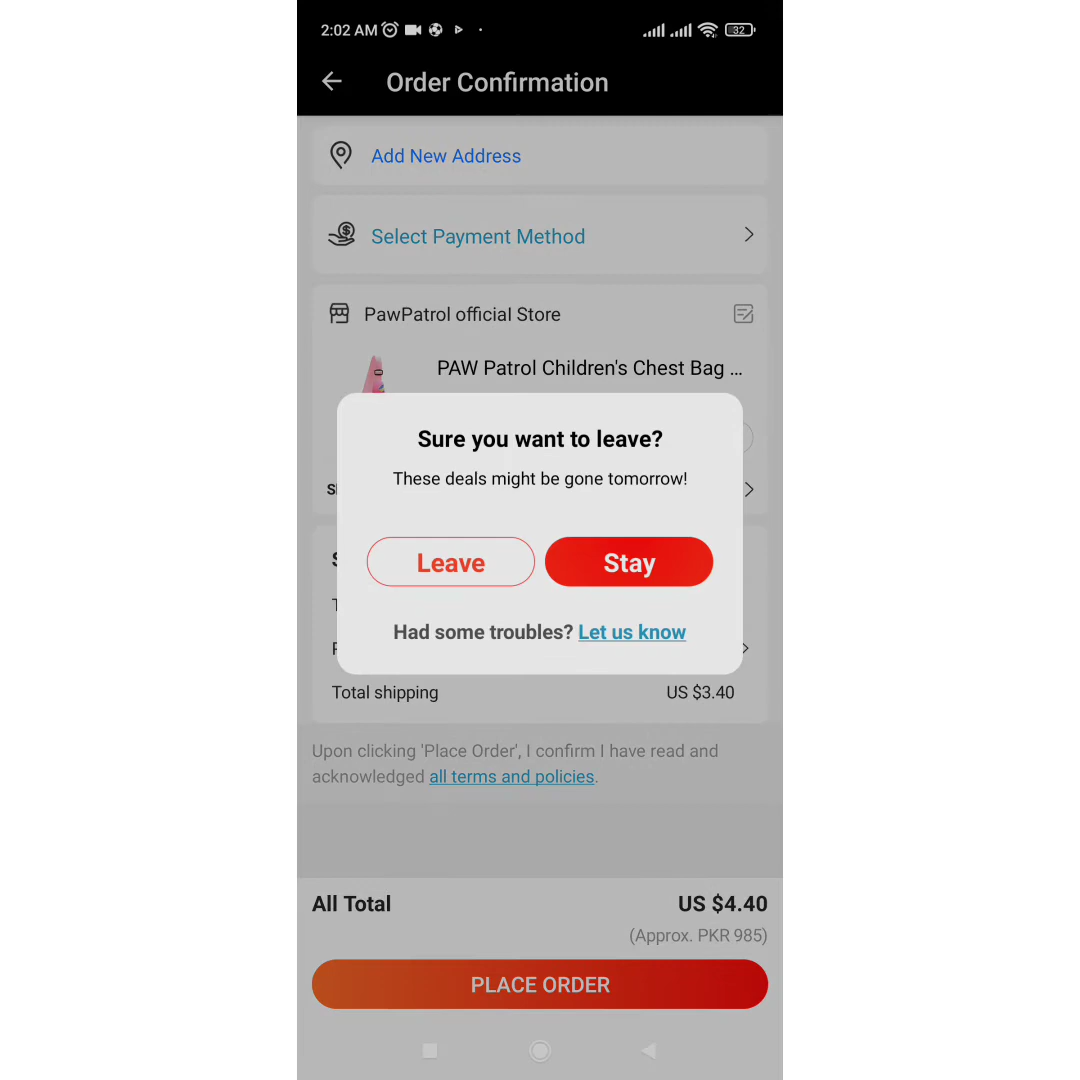 2:02 AM
32
Order Confirmation
Add New Address
Select Payment Method
PawPatrol official Store
PAW Patrol Children's Chest Bag ...
Sure you want to leave?
These deals might be gone tomorrow!
Leave
Stay
Had some troubles? Let us know
Total shipping
US $3.40
Upon clicking 'Place Order', I confirm I have read and
acknowledged all terms and policies.
All Total
US $4.40
(Approx. PKR 985)
PLACE ORDER